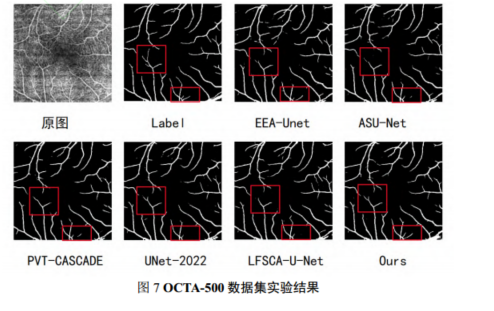 原图 Label EEA-Unet ASU-Net
PVT-CASCADE UNet-2022 LFSCA-U-Net Ours
图 7 OCTA-500 数据集实验结果